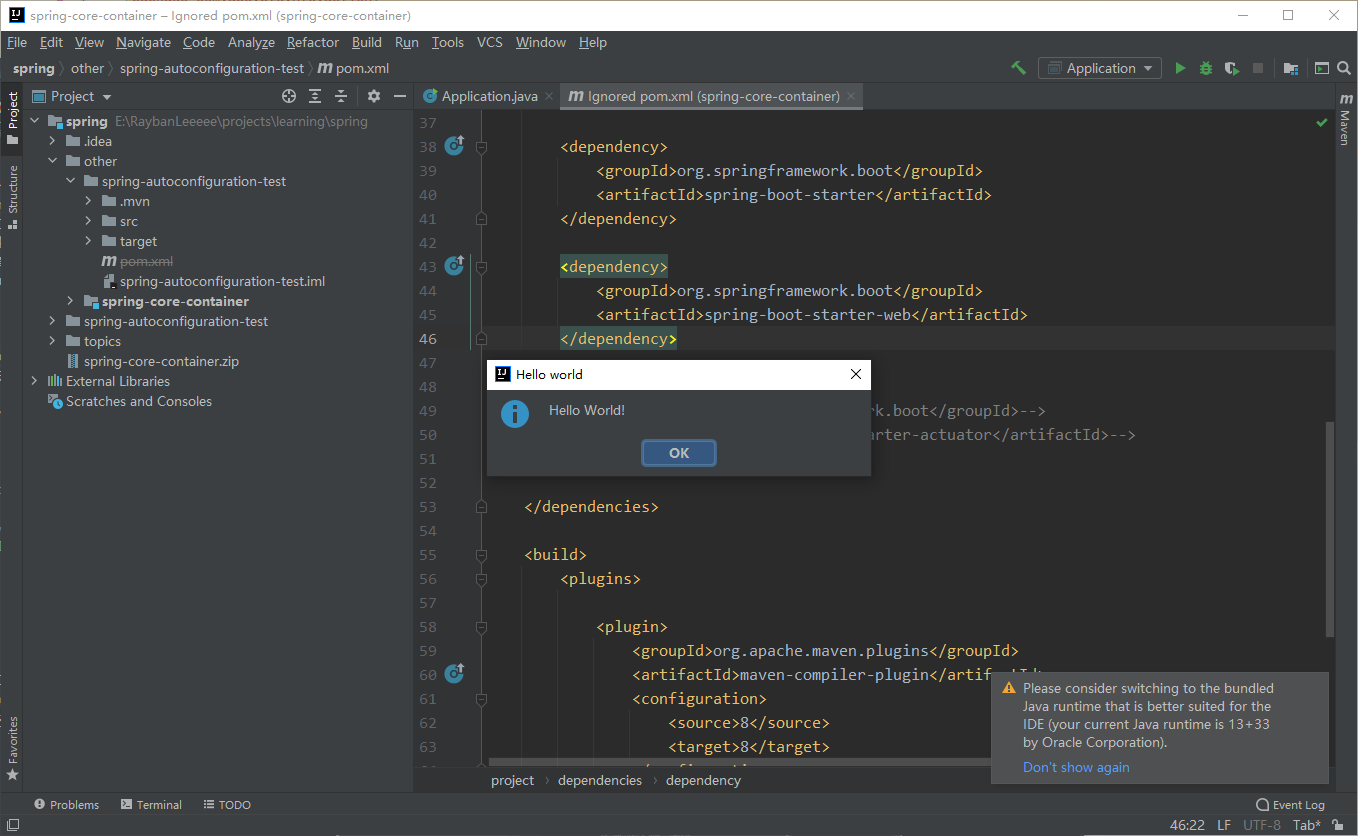 spring-core-container – Ignored pom.xml (spring-core-container)
File Edit View Navigate Code Analyze Refactor Build Run Tools VCS Window Help
spring other spring-autoconfiguration-test m pom.xml
Application
Project
Application.java
m Ignored pom.xml (spring-core-container)
Project
Structure
Favorites
m Maven
spring E:\RaybanLeeeee\projects\learning\spring
.idea
other
spring-autoconfiguration-test
.mvn
src
target
m pom.xml
spring-autoconfiguration-test.iml
spring-core-container
spring-autoconfiguration-test
topics
spring-core-container.zip
External Libraries
Scratches and Consoles
37
38 <dependency>
39 <groupId>org.springframework.boot</groupId>
40 <artifactId>spring-boot-starter</artifactId>
41 </dependency>
42
43 <dependency>
44 <groupId>org.springframework.boot</groupId>
45 <artifactId>spring-boot-starter-web</artifactId>
46 </dependency>
47
48
49 k.boot</groupId>-->
50 arter-actuator</artifactId>-->
51
52
53 </dependencies>
54
55 <build>
56 <plugins>
57
58 <plugin>
59 <groupId>org.apache.maven.plugins</groupId>
60 <artifactId>maven-compiler-plugin</artifactId>
61 <configuration>
62 <source>8</source>
63 <target>8</target>
IJ Hello world
Hello World!
OK
Please consider switching to the bundled
Java runtime that is better suited for the
IDE (your current Java runtime is 13+33
by Oracle Corporation).
Don't show again
project dependencies dependency
Problems Terminal TODO
Event Log
46:22 LF UTF-8 Tab*